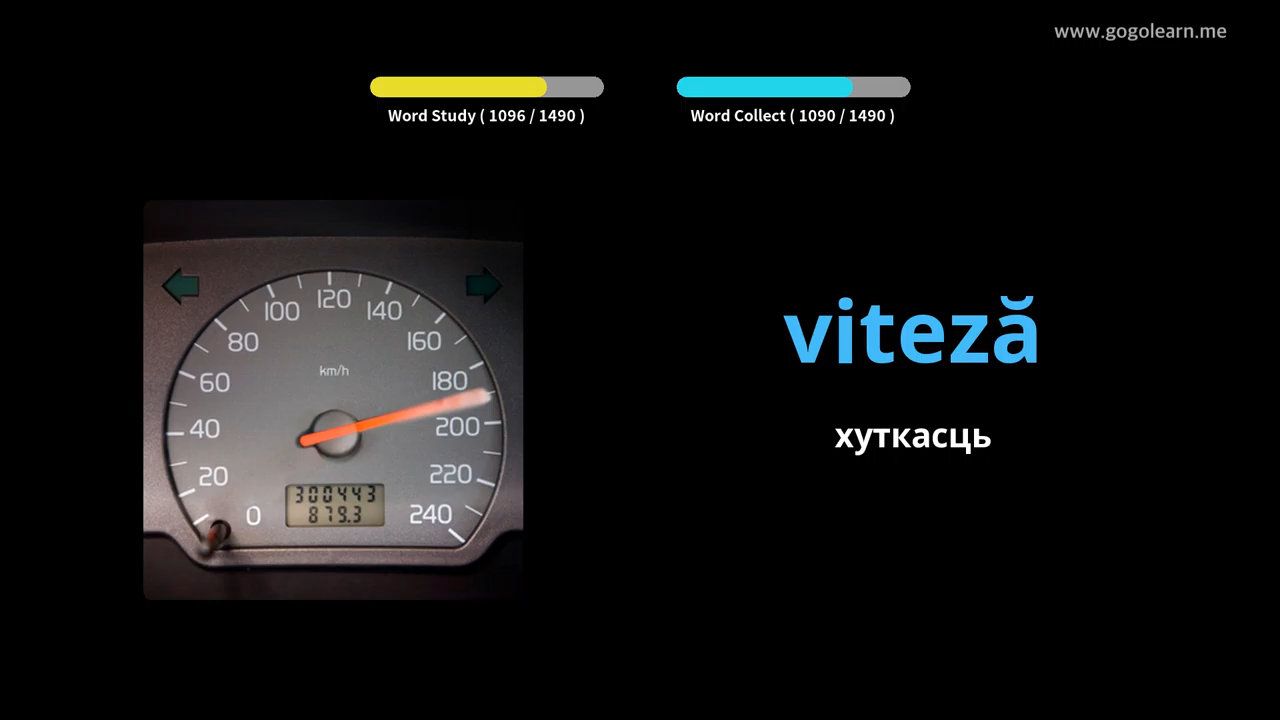 www.gogolearn.me
Word Study ( 1096 / 1490 )
Word Collect ( 1090 / 1490 )
120
100
140
80
160
km/h
60
180
40
200
20
220
300443
0
240
879.3
viteză
хуткасць